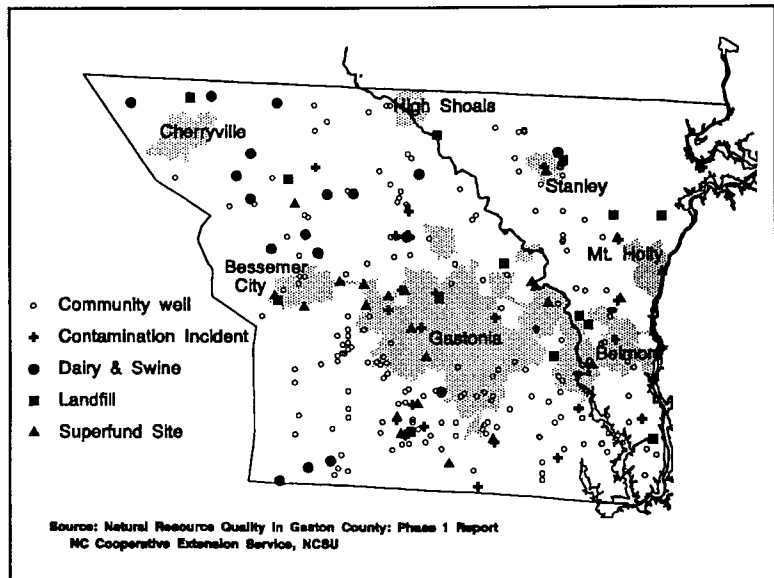 High Shoals
Cherryville
Stanley
Mt. Holly
Bessemer
City
Gastonia
Belmont
Community well
Contamination Incident
Dairy & Swine
Landfill
Superfund Site
Source: Natural Resource Quality in Gaston County: Phase 1 Report
NC Cooperative Extension Service, NCSU